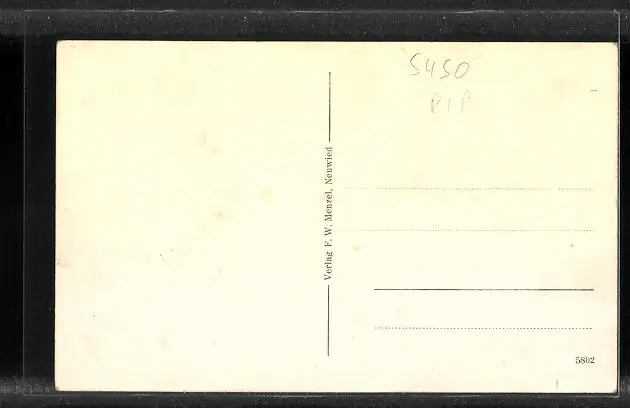 5450
RIP
Verlag F. W. Menzel, Neuwied
5802